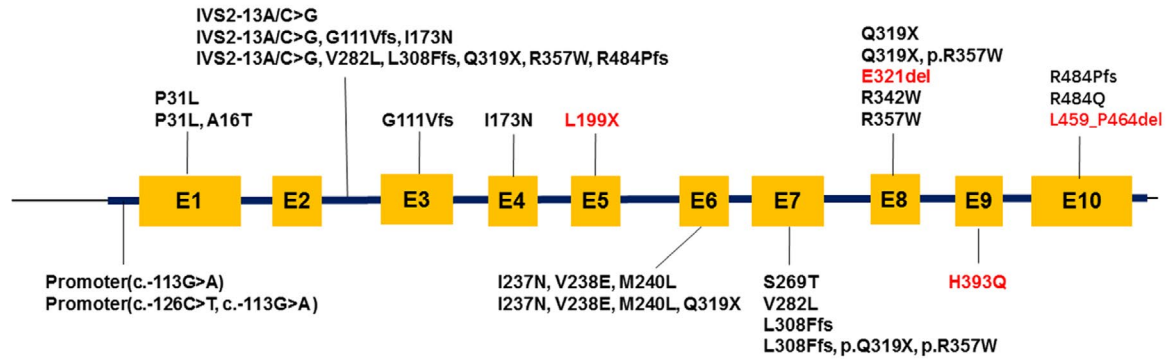 IVS2-13A/C>G
IVS2-13A/C>G, G111Vfs, I173N
IVS2-13A/C>G, V282L, L308Ffs, Q319X, R357W, R484Pfs
P31L
P31L, A16T
G111Vfs
I173N
L199X
Q319X
Q319X, p.R357W
E321del
R342W
R357W
R484Pfs
R484Q
L459_P464del
E1
E2
E3
E4
E5
E6
E7
E8
E9
E10
Promoter(c.-113G>A)
Promoter(c.-126C>T, c.-113G>A)
I237N, V238E, M240L
I237N, V238E, M240L, Q319X
S269T
V282L
L308Ffs
L308Ffs, p.Q319X, p.R357W
H393Q